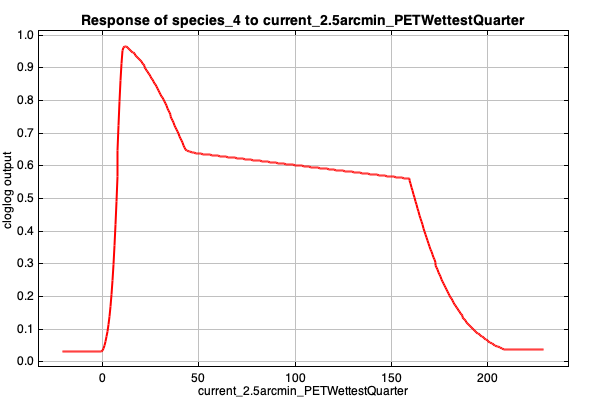 Response of species_4 to current_2.5arcmin_PETWettestQuarter
1.0
0.9
0.8
0.7
0.6
0.5
0.4
0.3
0.2
0.1
0.0
cloglog output
0 50 100 150 200
current_2.5arcmin_PETWettestQuarter